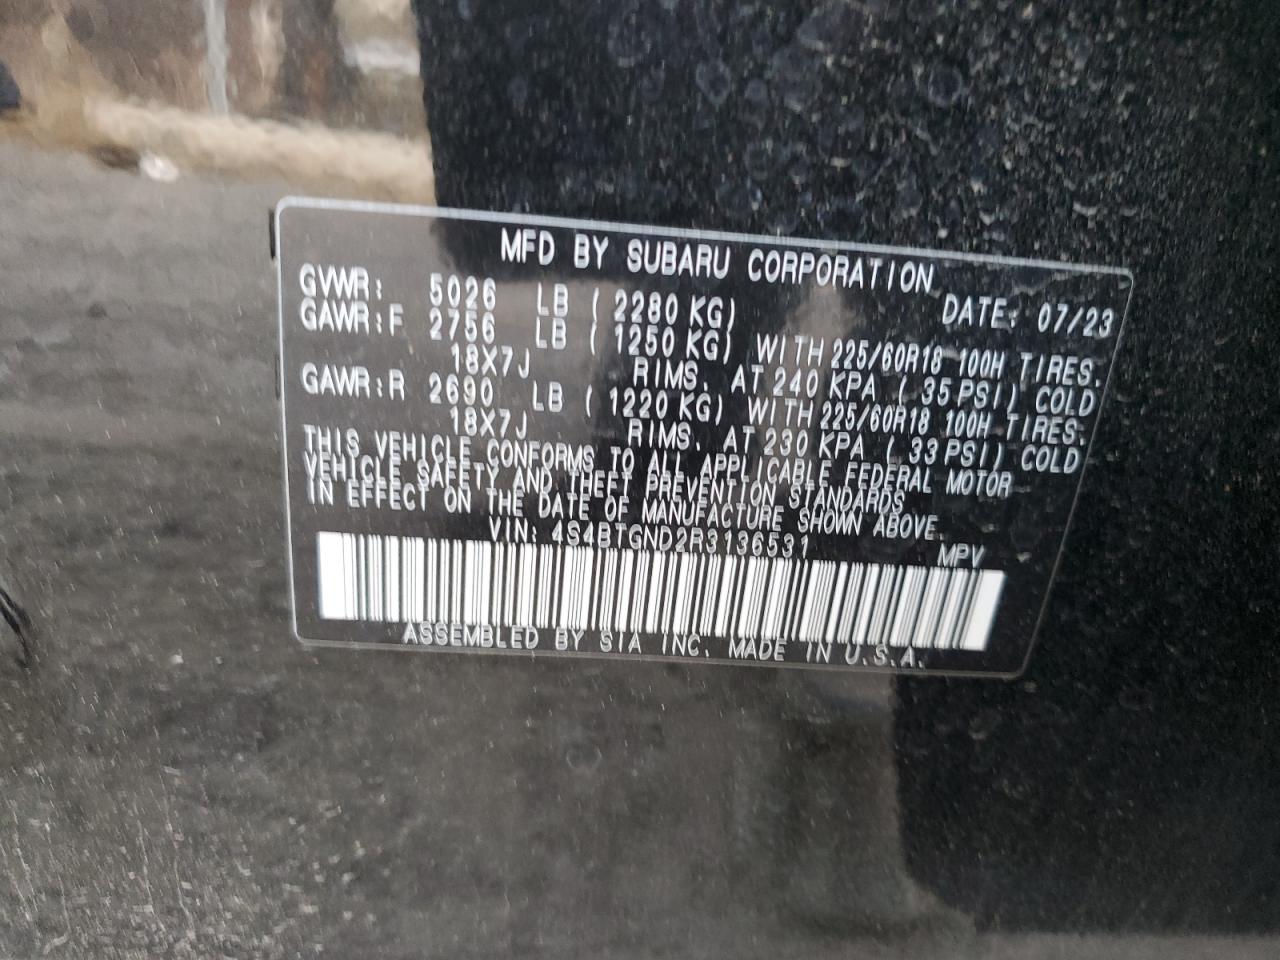 MFD BY SUBARU CORPORATION
GVWR: 5026 LB ( 2280 KG) DATE: 07/23
GAWR:F 2756 LB ( 1250 KG) WITH 225/60R18 100H TIRES.
18X7J RIMS. AT 240 KPA ( 35 PSI) COLD
GAWR:R 2690 LB ( 1220 KG) WITH 225/60R18 100H TIRES.
18X7J RIMS. AT 230 KPA ( 33 PSI) COLD
THIS VEHICLE CONFORMS TO ALL APPLICABLE FEDERAL MOTOR
VEHICLE SAFETY AND THEFT PREVENTION STANDARDS
IN EFFECT ON THE DATE OF MANUFACTURE SHOWN ABOVE.
VIN: 4S4BTGND2R3136531 MPV
ASSEMBLED BY SIA INC. MADE IN U.S.A.